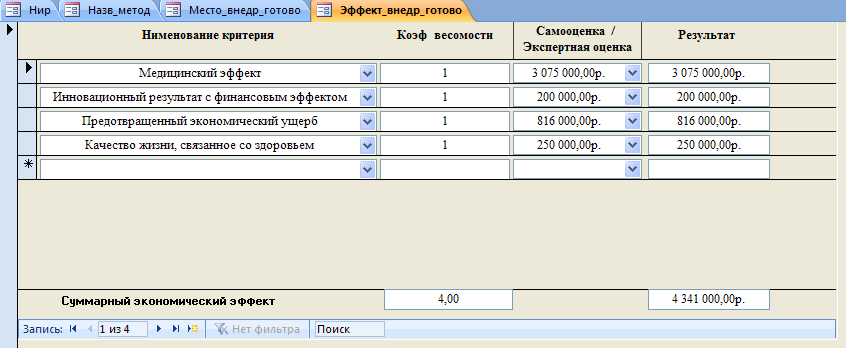 Нир Назв_метод Место_внедр_готово Эффект_внедр_готово
Нименование критерия Коэф весомости Самооценка / Экспертная оценка Результат
Медицинский эффект 1 3 075 000,00р. 3 075 000,00р.
Инновационный результат с финансовым эффектом 1 200 000,00р. 200 000,00р.
Предотвращенный экономический ущерб 1 816 000,00р. 816 000,00р.
Качество жизни, связанное со здоровьем 1 250 000,00р. 250 000,00р.
Суммарный экономический эффект 4,00 4 341 000,00р.
Запись: 1 из 4 Нет фильтра Поиск